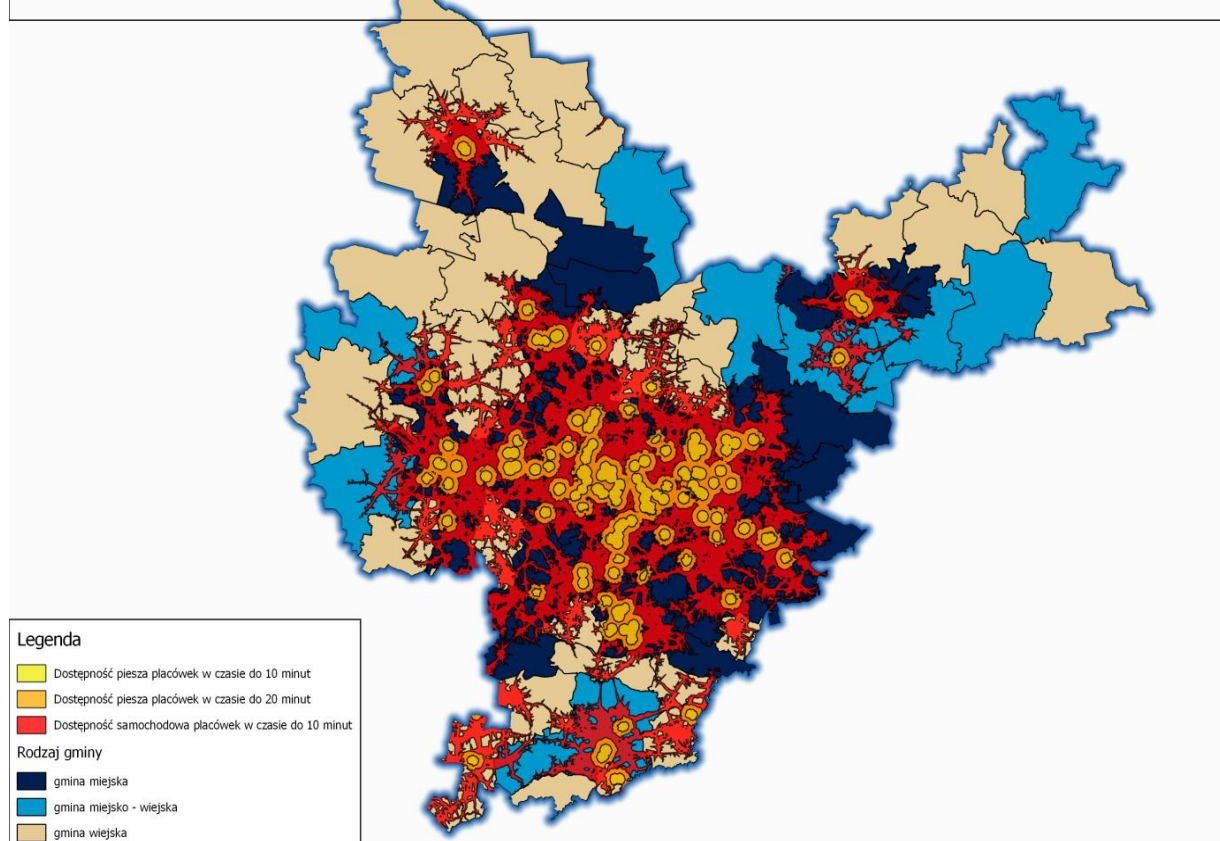 Legenda
Dostępność piesza placówek w czasie do 10 minut
Dostępność piesza placówek w czasie do 20 minut
Dostępność samochodowa placówek w czasie do 10 minut
Rodzaj gminy
gmina miejska
gmina miejsko - wiejska
gmina wiejska